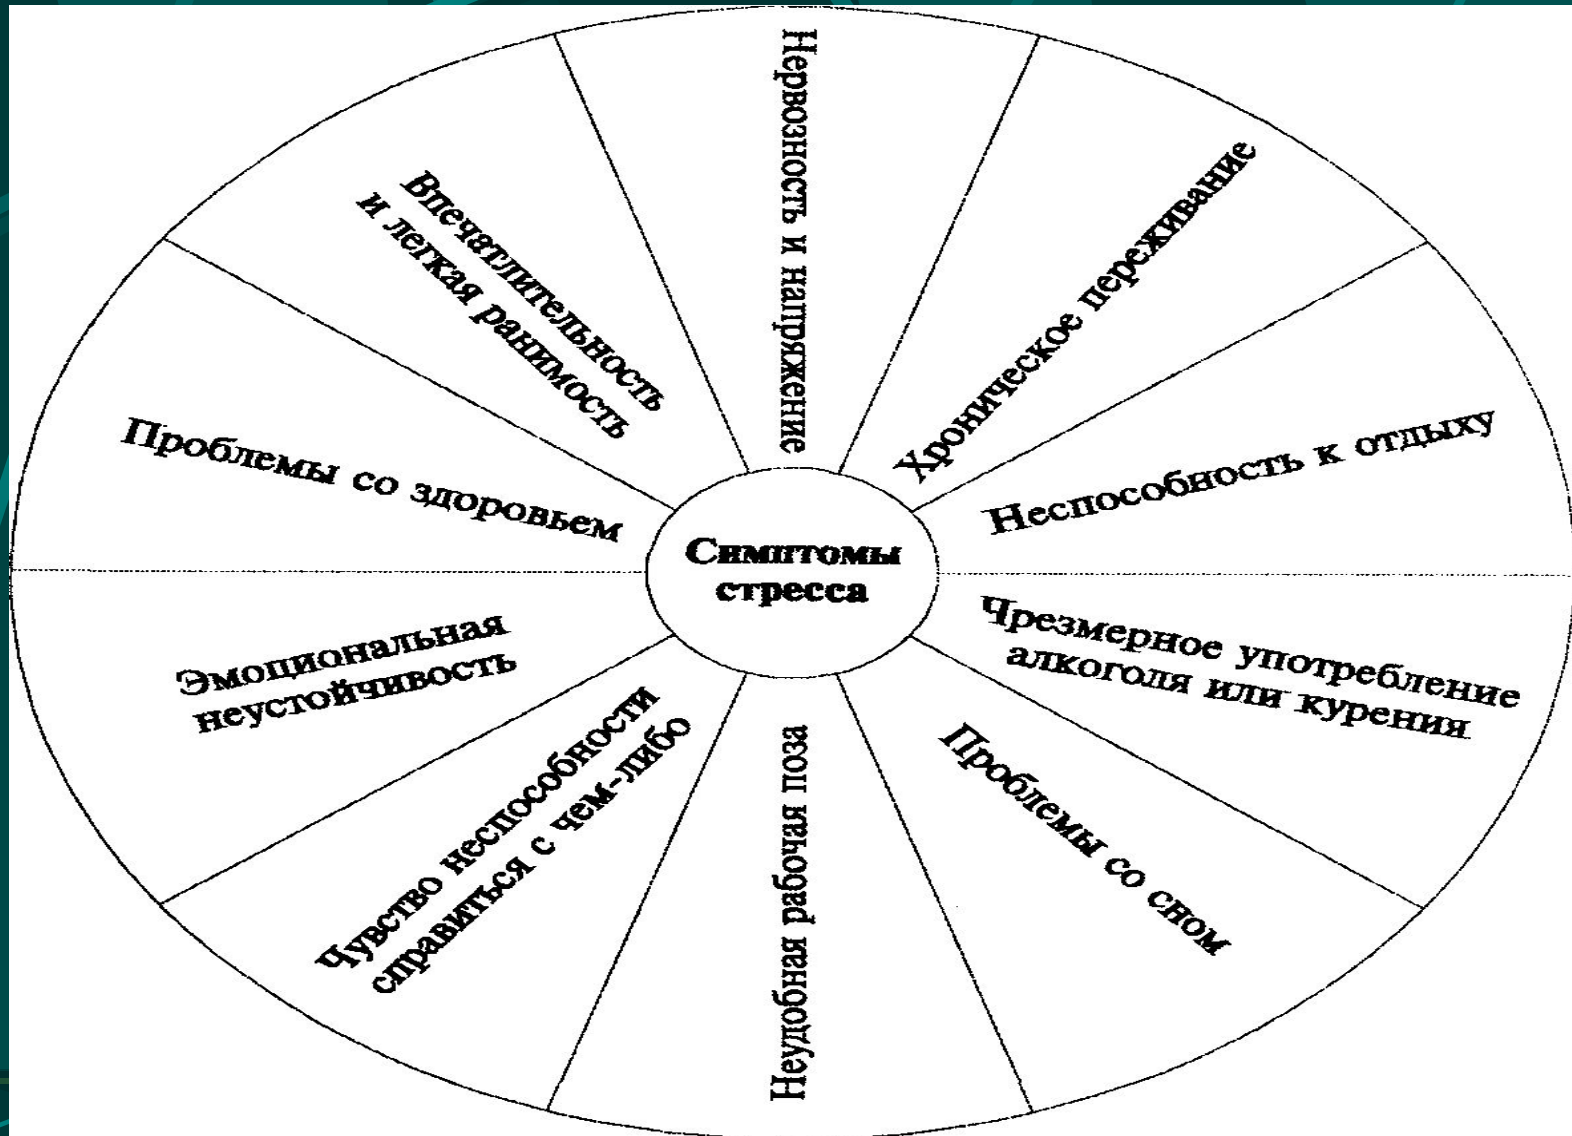 Нервозность и напряжение
Хроническое переживание
Неспособность к отдыху
Чрезмерное употребление
алкоголя или курения
Проблемы со сном
Неудобная рабочая поза
Чувство неспособности
справиться с чем-либо
Эмоциональная
неустойчивость
Проблемы со здоровьем
Впечатлительность
и легкая ранимость
Симптомы
стресса